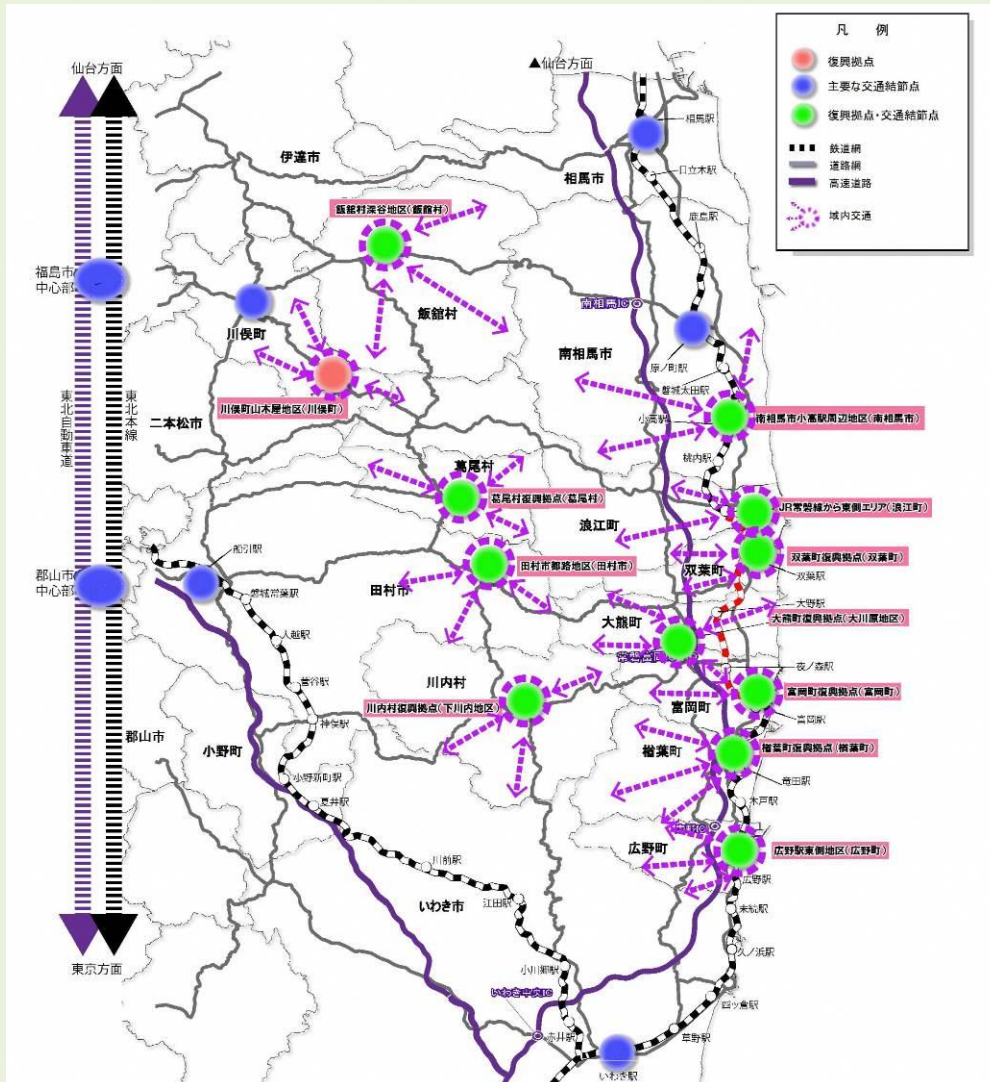 凡 例
復興拠点
主要な交通結節点
復興拠点・交通結節点
鉄道網
道路網
高速道路
域内交通
仙台方面
▲仙台方面
相馬駅
伊達市
相馬市
日立木駅
飯舘村深谷地区(飯舘村)
鹿島駅
福島市
中心部
南相馬IC
飯舘村
川俣町
南相馬市
原ノ町駅
磐城太田駅
川俣町山木屋地区(川俣町)
小高駅
南相馬市小高駅周辺地区(南相馬市)
二本松市
東北自動車道
東北本線
桃内駅
葛尾村
葛尾村復興拠点(葛尾村)
JR常磐線から東側エリア(浪江町)
浪江町
船引駅
双葉町復興拠点(双葉町)
田村市都路地区(田村市)
双葉町
双葉駅
郡山市
中心部
磐城常葉駅
田村市
大野駅
大熊町
大熊町復興拠点(大川原地区)
夜ノ森駅
菅谷駅
川内村
富岡町復興拠点(富岡町)
川内村復興拠点(下川内地区)
富岡町
富岡駅
神俣駅
郡山市
小野町
楢葉町
楢葉町復興拠点(楢葉町)
小野新町駅
竜田駅
夏井駅
木戸駅
広野町
広野駅東側地区(広野町)
川前駅
広野駅
江田駅
末続駅
いわき市
久ノ浜駅
小川郷駅
東京方面
いわき中央IC
四ッ倉駅
赤井駅
草野駅
いわき駅